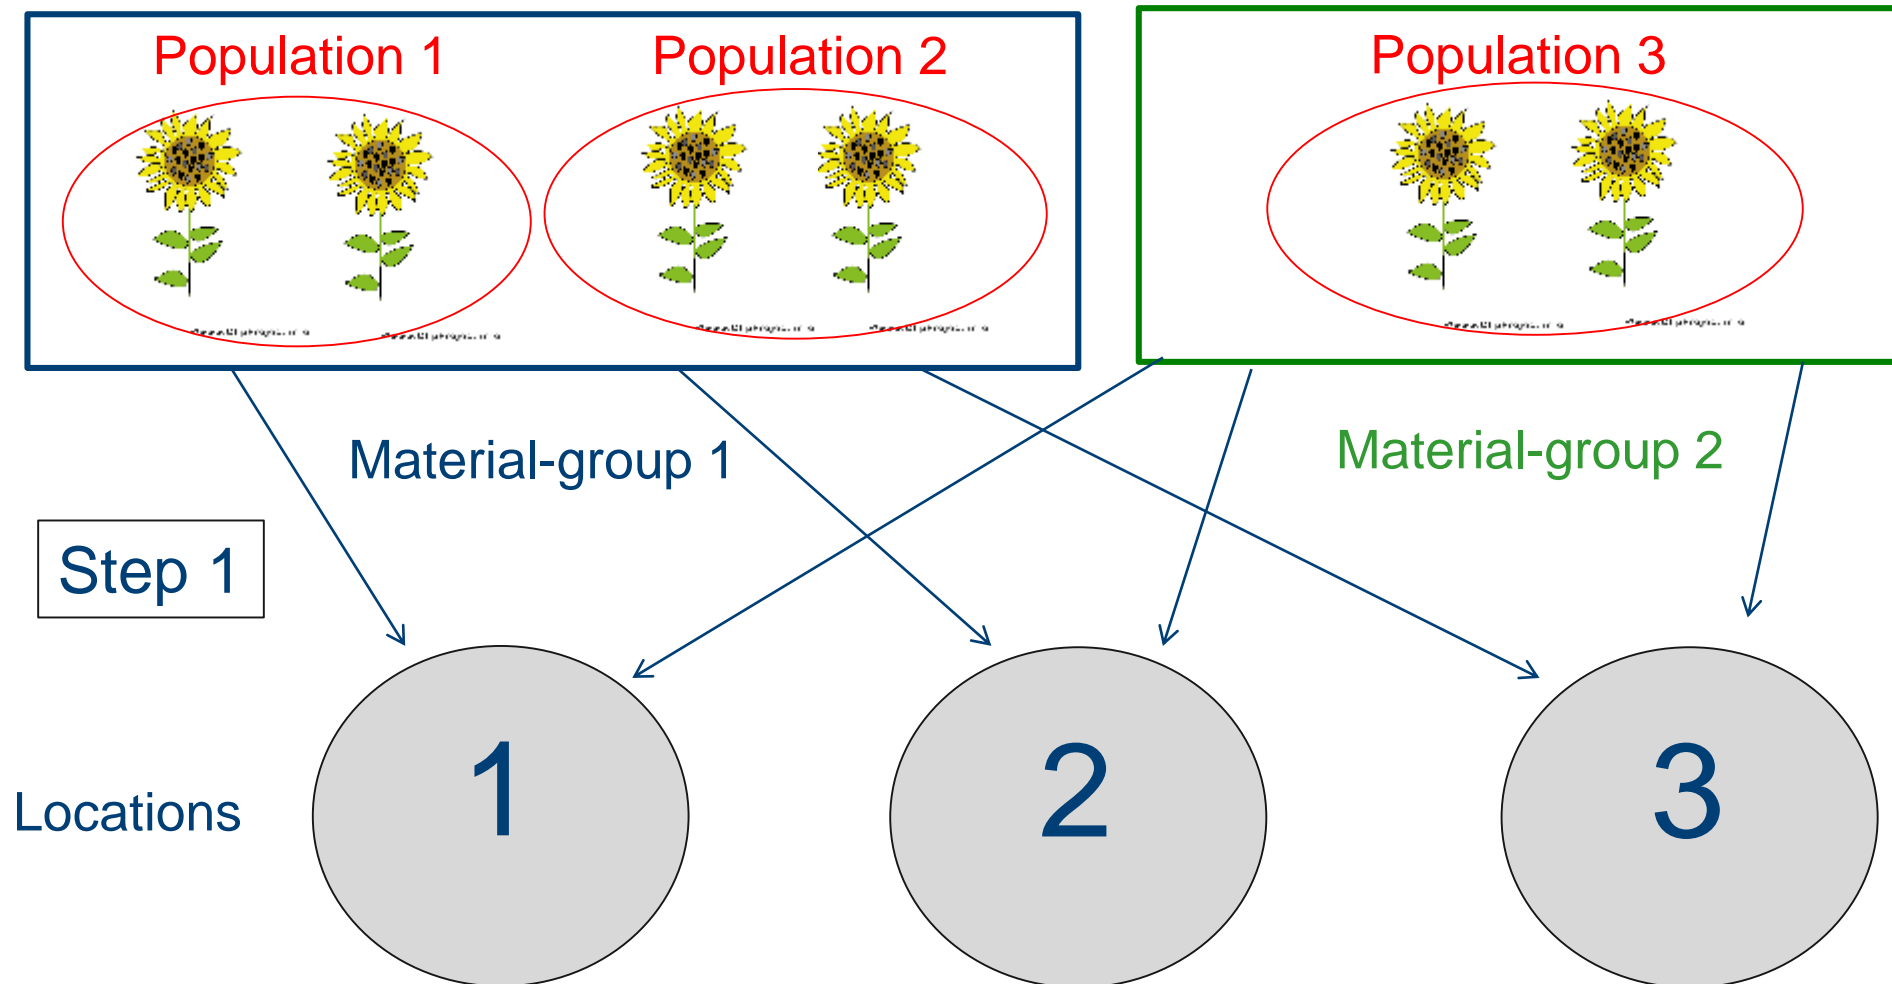 Population 1
Population 2
Population 3
Material-group 1
Material-group 2
Step 1
1
2
3
Locations